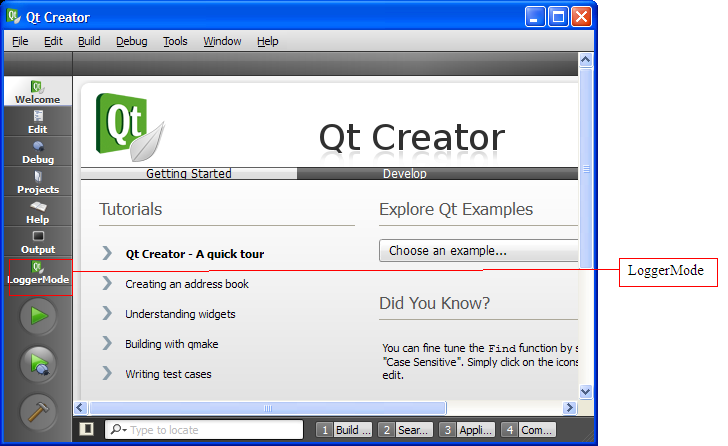 Qt Creator
File Edit Build Debug Tools Window Help
Welcome
Edit
Debug
Projects
Help
Output
LoggerMode
Qt
Qt Creator
Getting Started Develop
Tutorials
Qt Creator - A quick tour
Creating an address book
Understanding widgets
Building with qmake
Writing test cases
Explore Qt Examples
Choose an example...
Did You Know?
You can fine tune the Find function by s
"Case Sensitive". Simply click on the icons
edit.
Type to locate
1 Build ... 2 Sear... 3 Appli... 4 Com...
LoggerMode